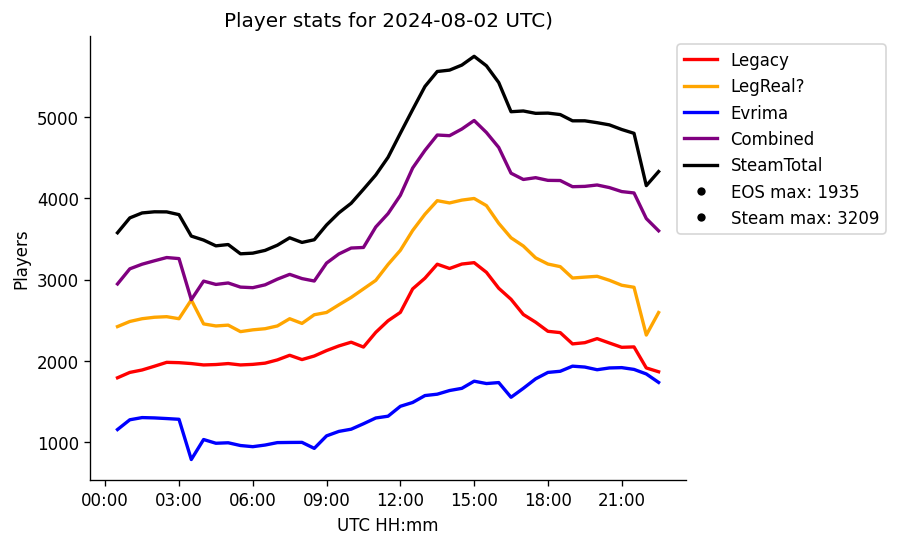 Player stats for 2024-08-02 UTC)
Legacy
LegReal?
Evrima
Combined
SteamTotal
EOS max: 1935
Steam max: 3209
Players
5000
4000
3000
2000
1000
00:00 03:00 06:00 09:00 12:00 15:00 18:00 21:00
UTC HH:mm